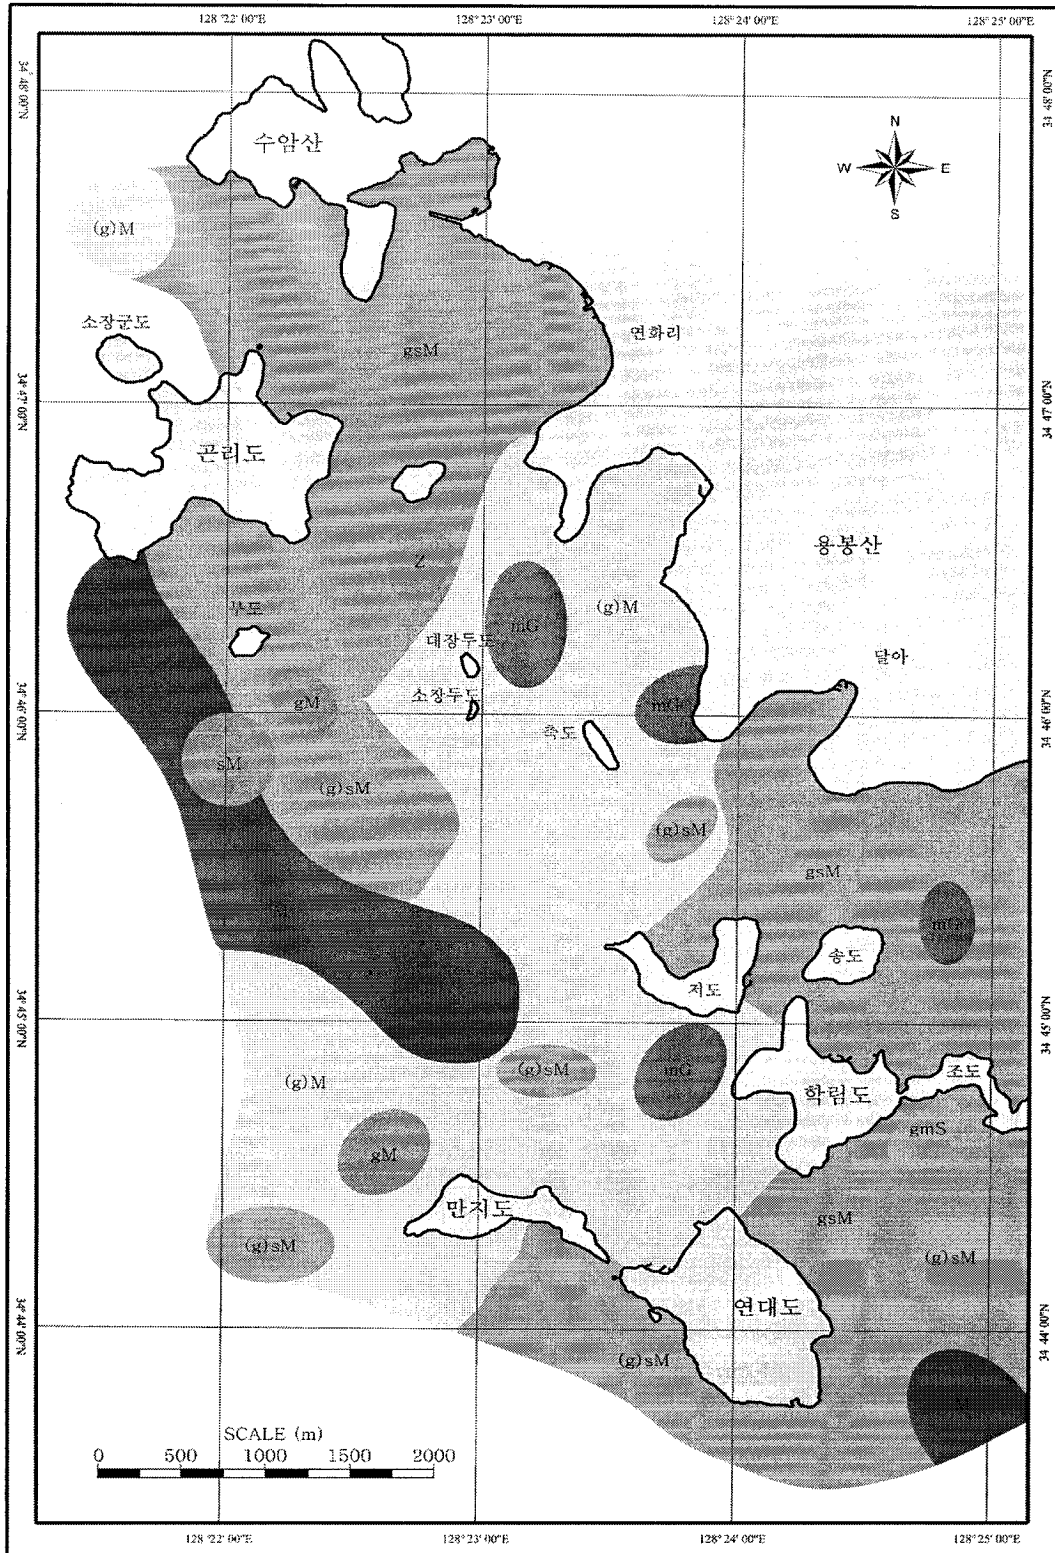 128°22′00″E 128°23′00″E 128°24′00″E 128°25′00″E
34°48′00″N
34°48′00″N
N
W E
S
수암산
(g)M
소장군도
연화리
gsM
34°47′00″N
34°47′00″N
곤리도
용봉산
Z
(g)M
mG
대장두도
달아
gM
소장두도
mG
34°46′00″N
34°46′00″N
sM
(g)sM
(g)sM
gsM
mG
송도
저도
G
34°45′00″N
34°45′00″N
(g)M
(g)sM
mG
조도
학림도
gmS
gM
만지도
gsM
(g)sM
(g)sM
연대도
34°44′00″N
34°44′00″N
(g)sM
M
SCALE (m)
0 500 1000 1500 2000
128°22′00″E 128°23′00″E 128°24′00″E 128°25′00″E